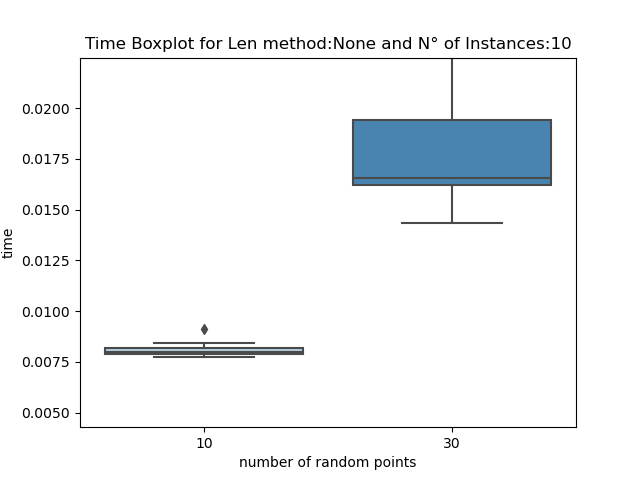 Time Boxplot for Len method:None and N° of Instances:10
0.0200
0.0175
0.0150
0.0125
0.0100
0.0075
0.0050
time
10 30
number of random points